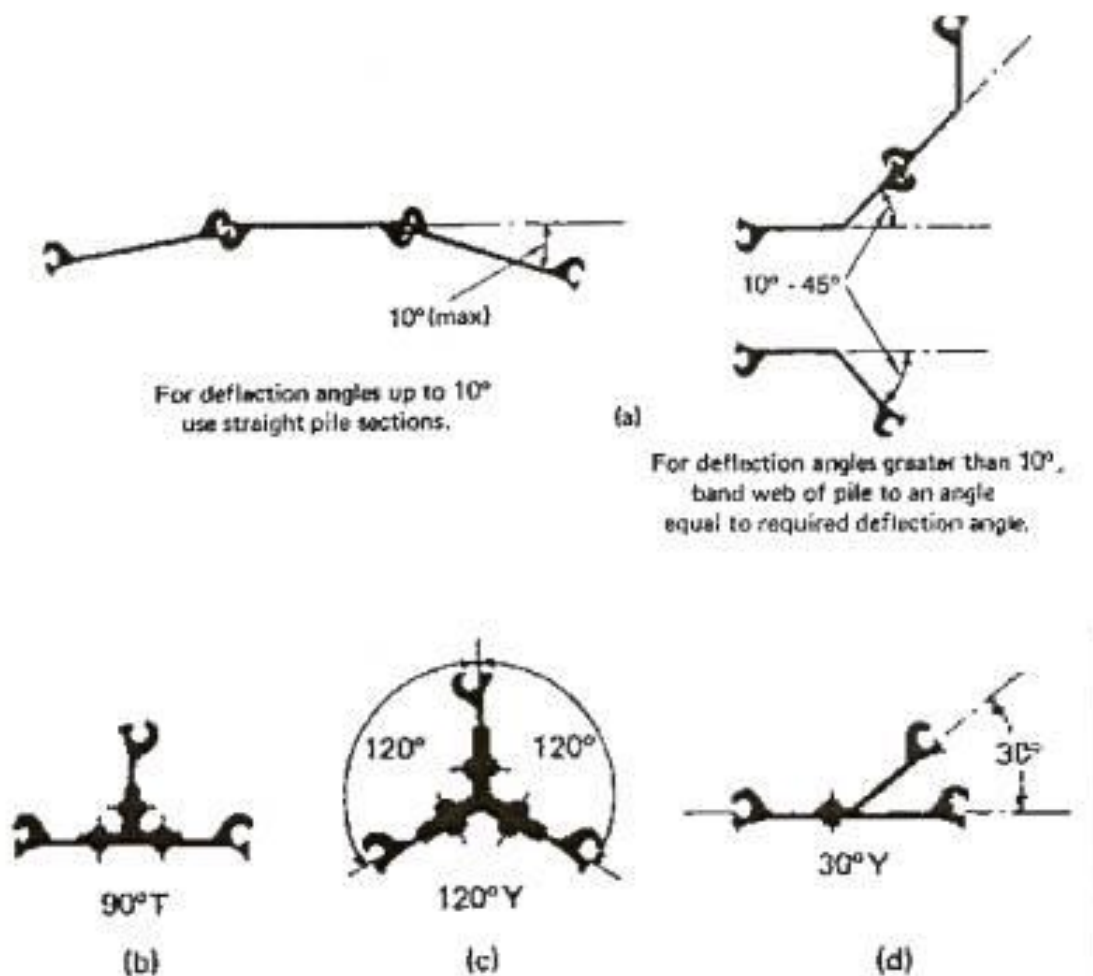 10° (max)
For deflection angles up to 10°
use straight pile sections.
10° - 45°
(a)
For deflection angles greater than 10°,
band web of pile to an angle
equal to required deflection angle.
90° T
(b)
120°
120°
120° Y
(c)
30°
30° Y
(d)